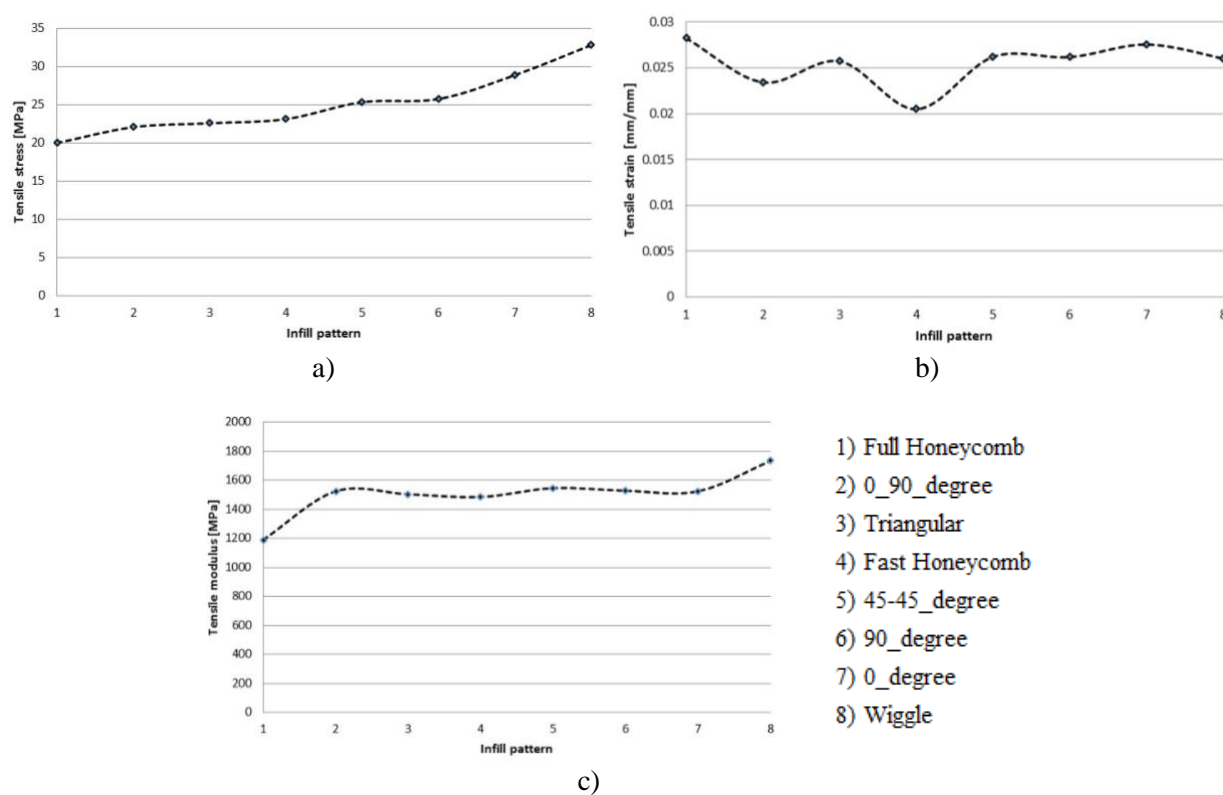 35
30
25
20
15
10
5
0
Tensile stress [MPa]
1 2 3 4 5 6 7 8
Infill pattern
a)
0.03
0.025
0.02
0.015
0.01
0.005
0
Tensile strain [mm/mm]
1 2 3 4 5 6 7 8
Infill pattern
b)
2000
1800
1600
1400
1200
1000
800
600
400
200
0
Tensile modulus [MPa]
1 2 3 4 5 6 7 8
Infill pattern
c)
1) Full Honeycomb
2) 0_90_degree
3) Triangular
4) Fast Honeycomb
5) 45-45_degree
6) 90_degree
7) 0_degree
8) Wiggle